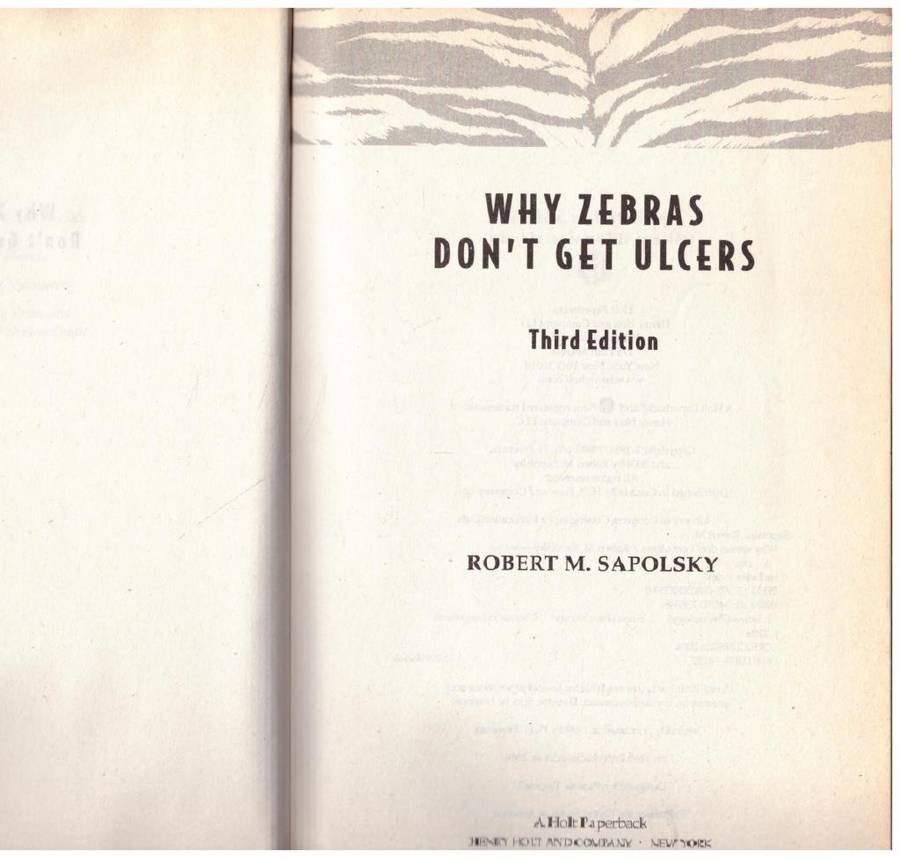 WHY ZEBRAS
DON'T GET ULCERS
Third Edition
ROBERT M. SAPOLSKY
A Holt Paperback
HENRY HOLT AND COMPANY · NEW YORK